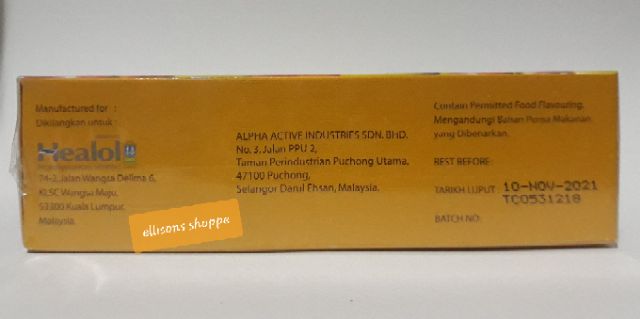 Manufactured for :
Dikilangkan untuk :
Healol
74-2, Jalan Wangsa Delima 6,
KLSC Wangsa Maju,
53300 Kuala Lumpur,
Malaysia.
ellisons shoppe
ALPHA ACTIVE INDUSTRIES SDN. BHD.
No. 3, Jalan PPU 2,
Taman Perindustrian Puchong Utama,
47100 Puchong,
Selangor Darul Ehsan, Malaysia.
Contain Permitted Food Flavouring.
Mengandungi Bahan Perisa Makanan
yang Dibenarkan.
BEST BEFORE:
TARIKH LUPUT : 10-NOV-2021
TC0531218
BATCH NO: